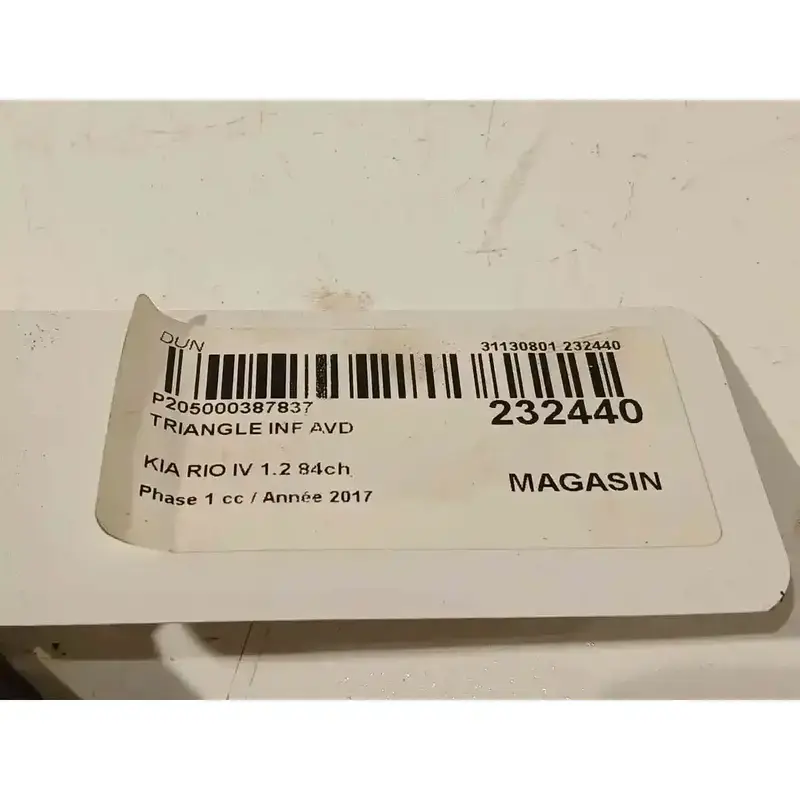 DUN 31130801 232440
P205000387837 232440
TRIANGLE INF AVD
KIA RIO IV 1.2 84ch
MAGASIN
Phase 1 cc / Année 2017